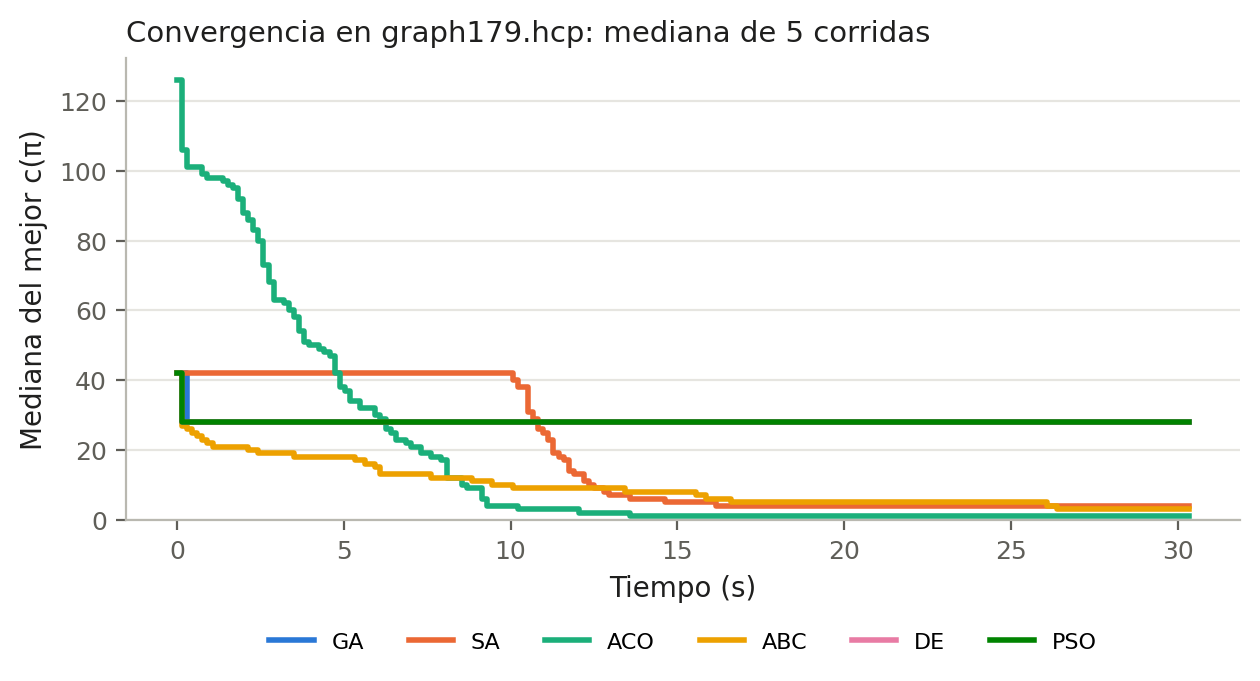 Convergencia en graph179.hcp: mediana de 5 corridas
Mediana del mejor c(π)
120
100
80
60
40
20
0
0 5 10 15 20 25 30
Tiempo (s)
GA SA ACO ABC DE PSO